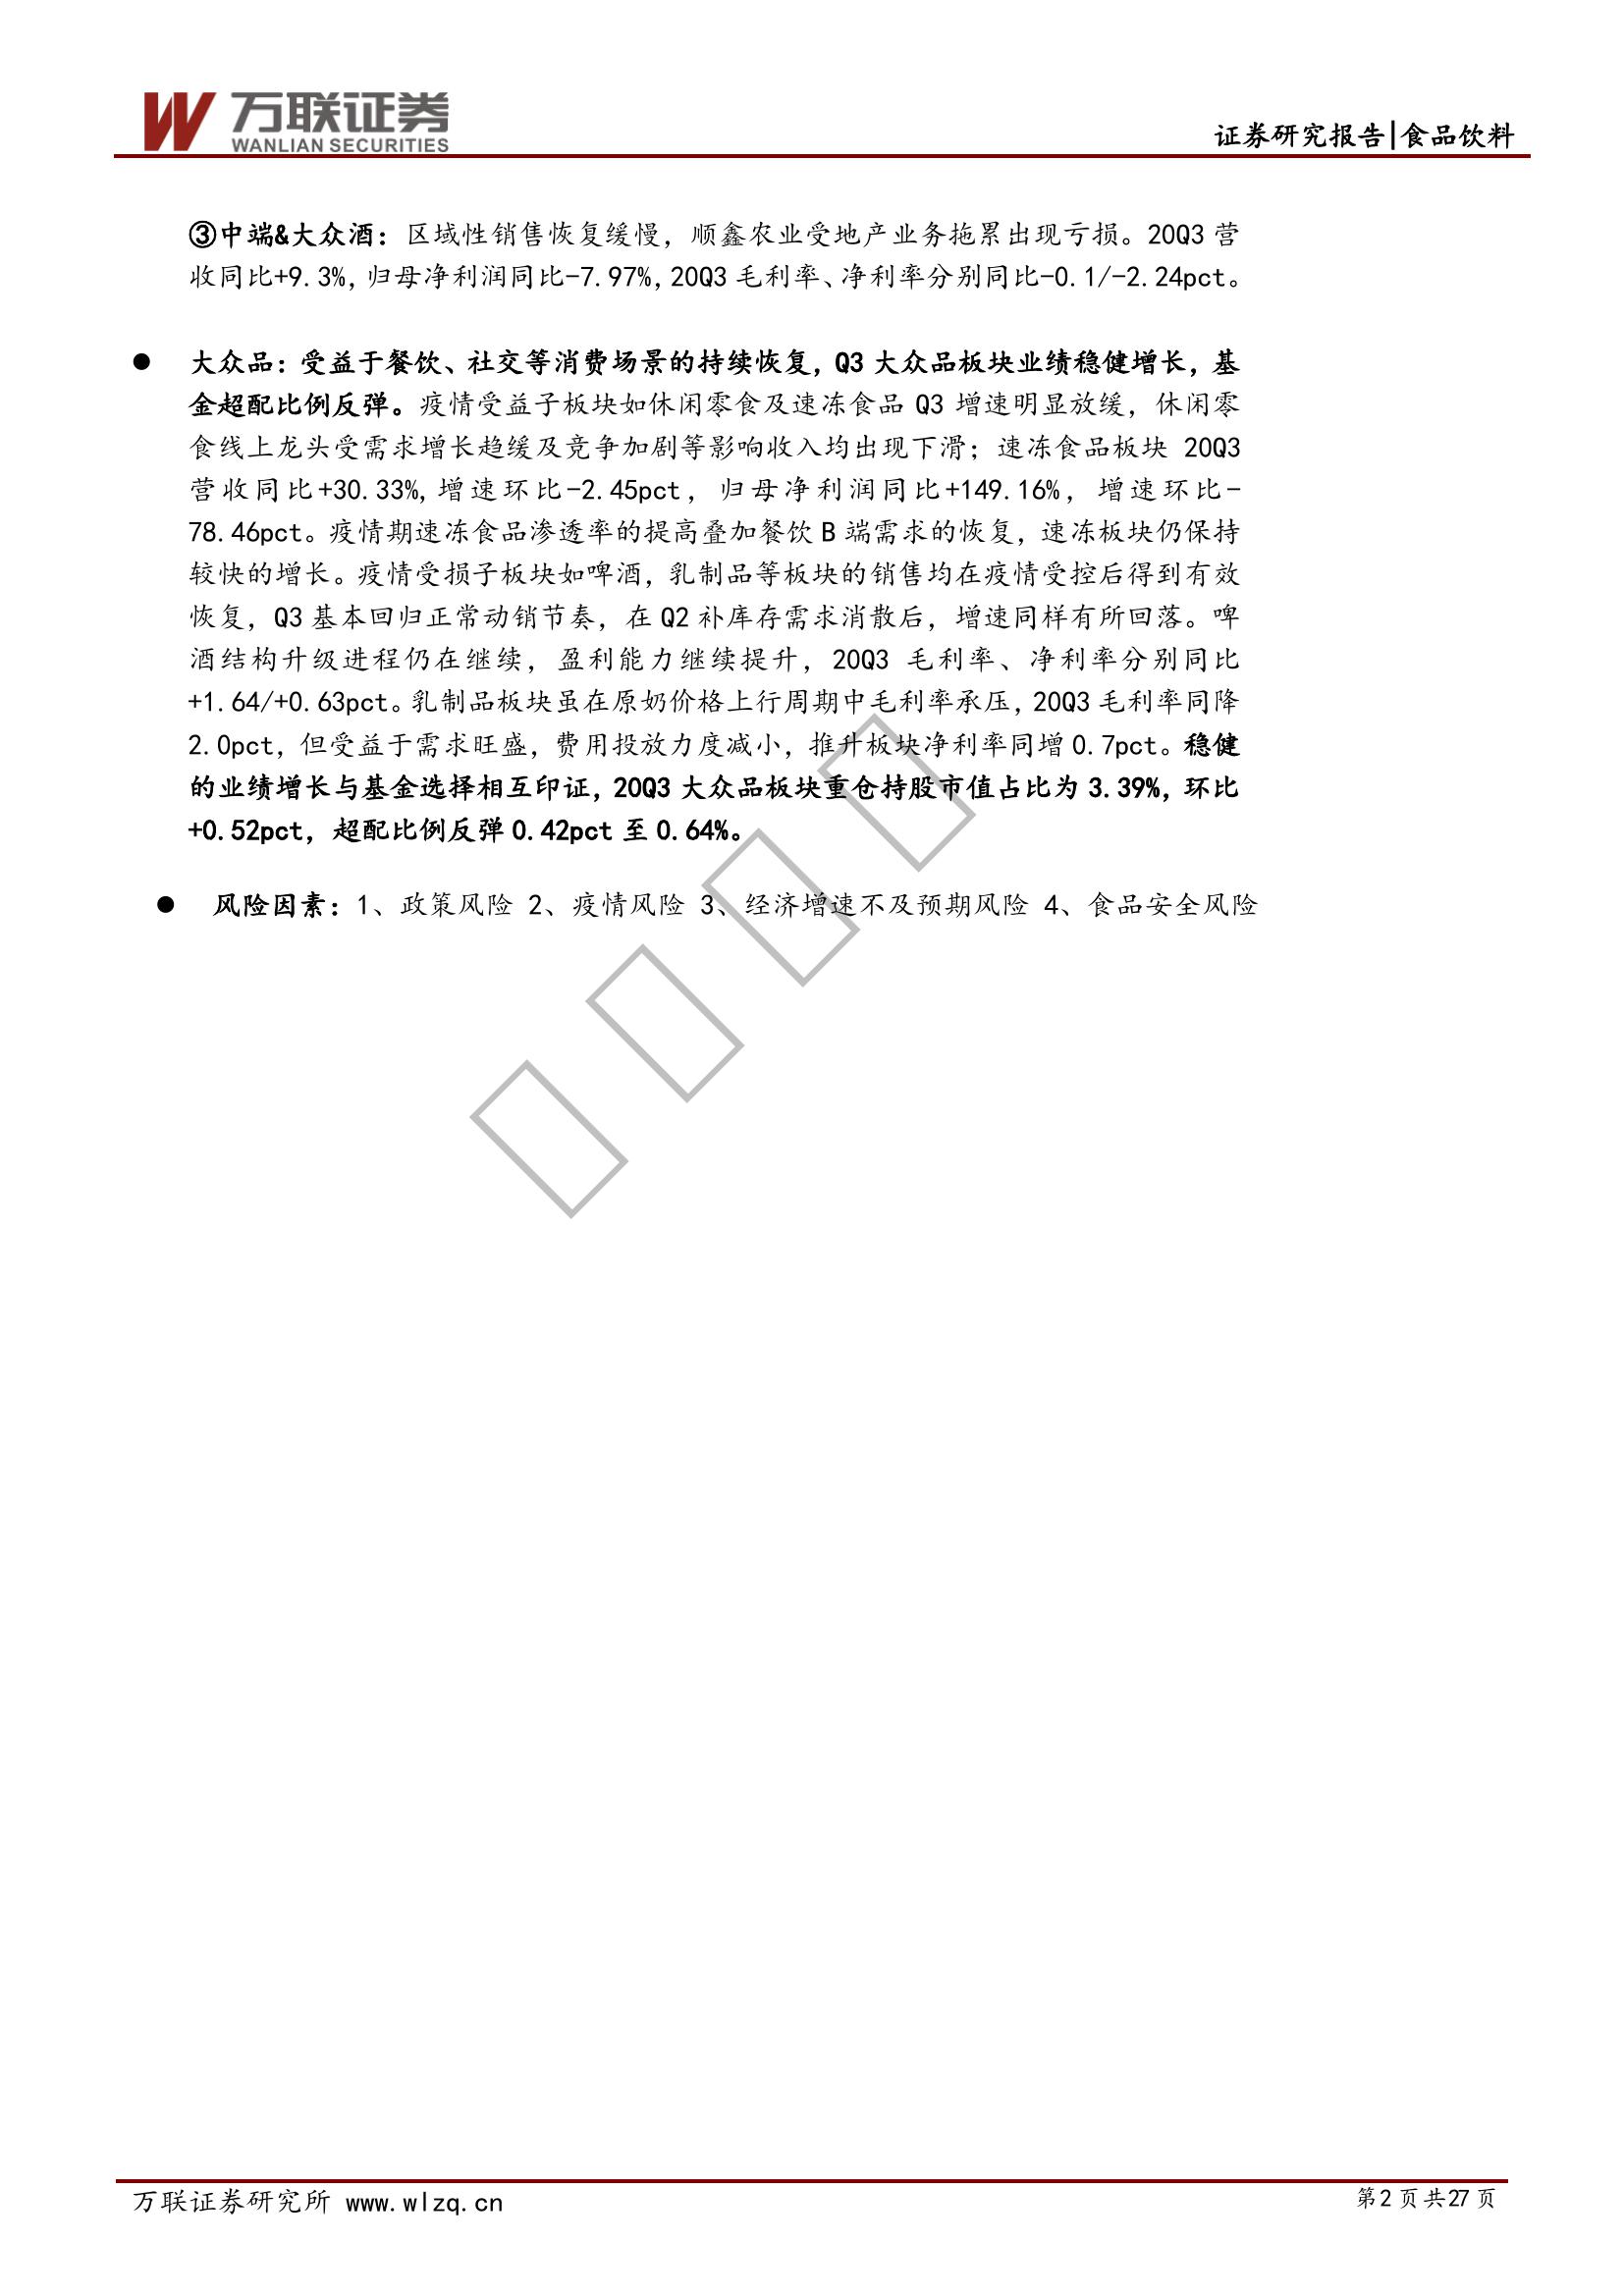 万联证券
WANLIAN SECURITIES
证券研究报告|食品饮料
③中端&大众酒：区域性销售恢复缓慢，顺鑫农业受地产业务拖累出现亏损。20Q3 营
收同比+9.3%，归母净利润同比-7.97%，20Q3 毛利率、净利率分别同比-0.1/-2.24pct。
● 大众品：受益于餐饮、社交等消费场景的持续恢复，Q3 大众品板块业绩稳健增长，基
金超配比例反弹。疫情受益子板块如休闲零食及速冻食品 Q3 增速明显放缓，休闲零
食线上龙头受需求增长趋缓及竞争加剧等影响收入均出现下滑；速冻食品板块 20Q3
营收同比+30.33%，增速环比-2.45pct，归母净利润同比+149.16%，增速环比-
78.46pct。疫情期速冻食品渗透率的提高叠加餐饮 B 端需求的恢复，速冻板块仍保持
较快的增长。疫情受损子板块如啤酒，乳制品等板块的销售均在疫情受控后得到有效
恢复，Q3 基本回归正常动销节奏，在 Q2 补库存需求消散后，增速同样有所回落。啤
酒结构升级进程仍在继续，盈利能力继续提升，20Q3 毛利率、净利率分别同比
+1.64/+0.63pct。乳制品板块虽在原奶价格上行周期中毛利率承压，20Q3 毛利率同降
2.0pct，但受益于需求旺盛，费用投放力度减小，推升板块净利率同增 0.7pct。稳健
的业绩增长与基金选择相互印证，20Q3 大众品板块重仓持股市值占比为 3.39%，环比
+0.52pct，超配比例反弹 0.42pct 至 0.64%。
● 风险因素：1、政策风险 2、疫情风险 3、经济增速不及预期风险 4、食品安全风险
万联证券研究所 www.wlzq.cn
第 2 页 共 27 页